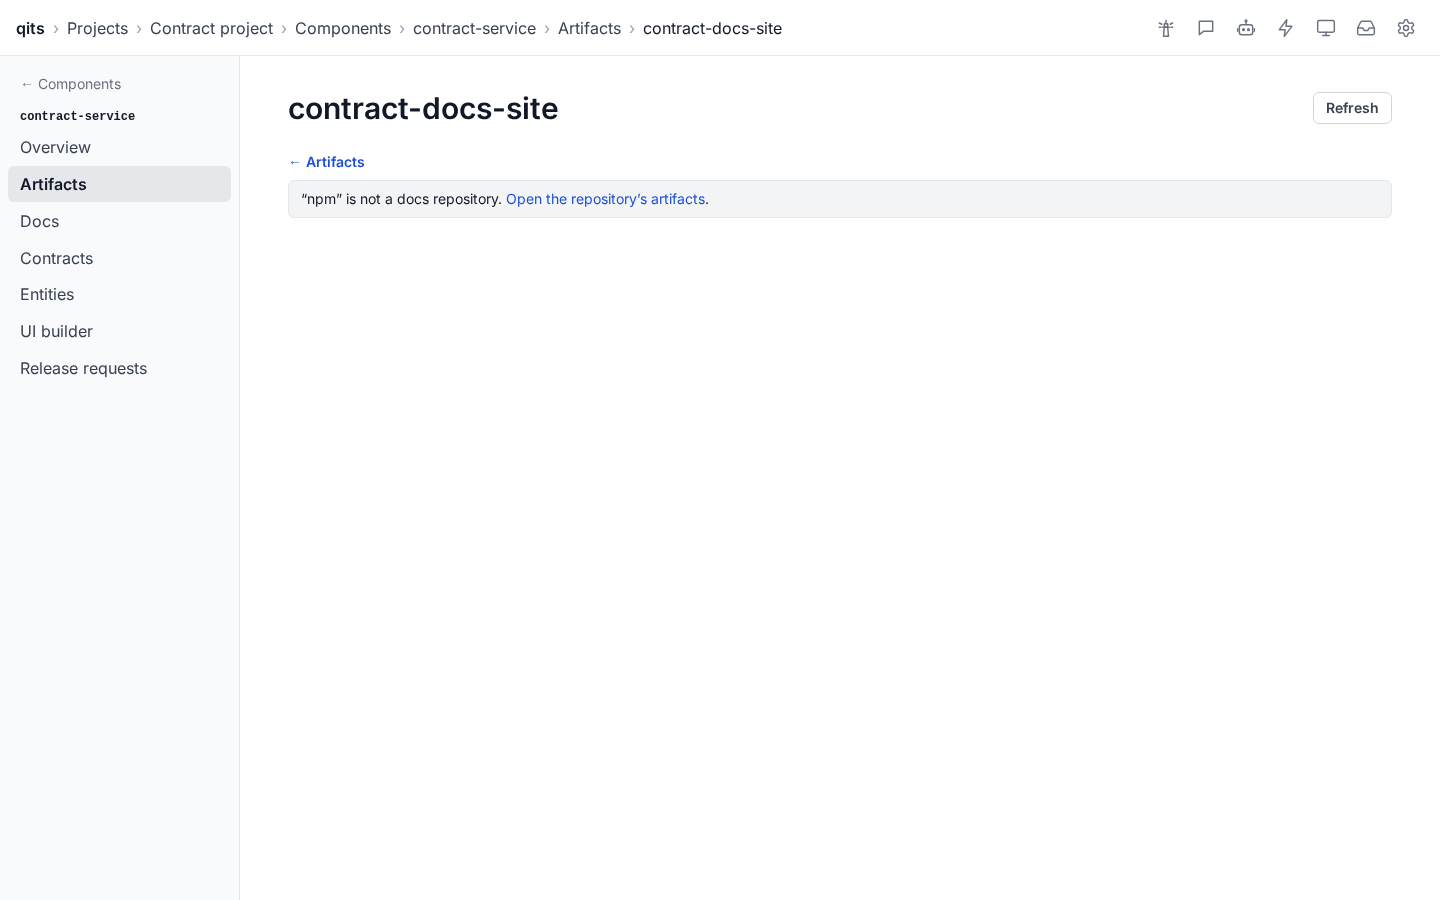 qits › Projects › Contract project › Components › contract-service › Artifacts › contract-docs-site
← Components
contract-service
Overview
Artifacts
Docs
Contracts
Entities
UI builder
Release requests
contract-docs-site
Refresh
← Artifacts
“npm” is not a docs repository. Open the repository’s artifacts.